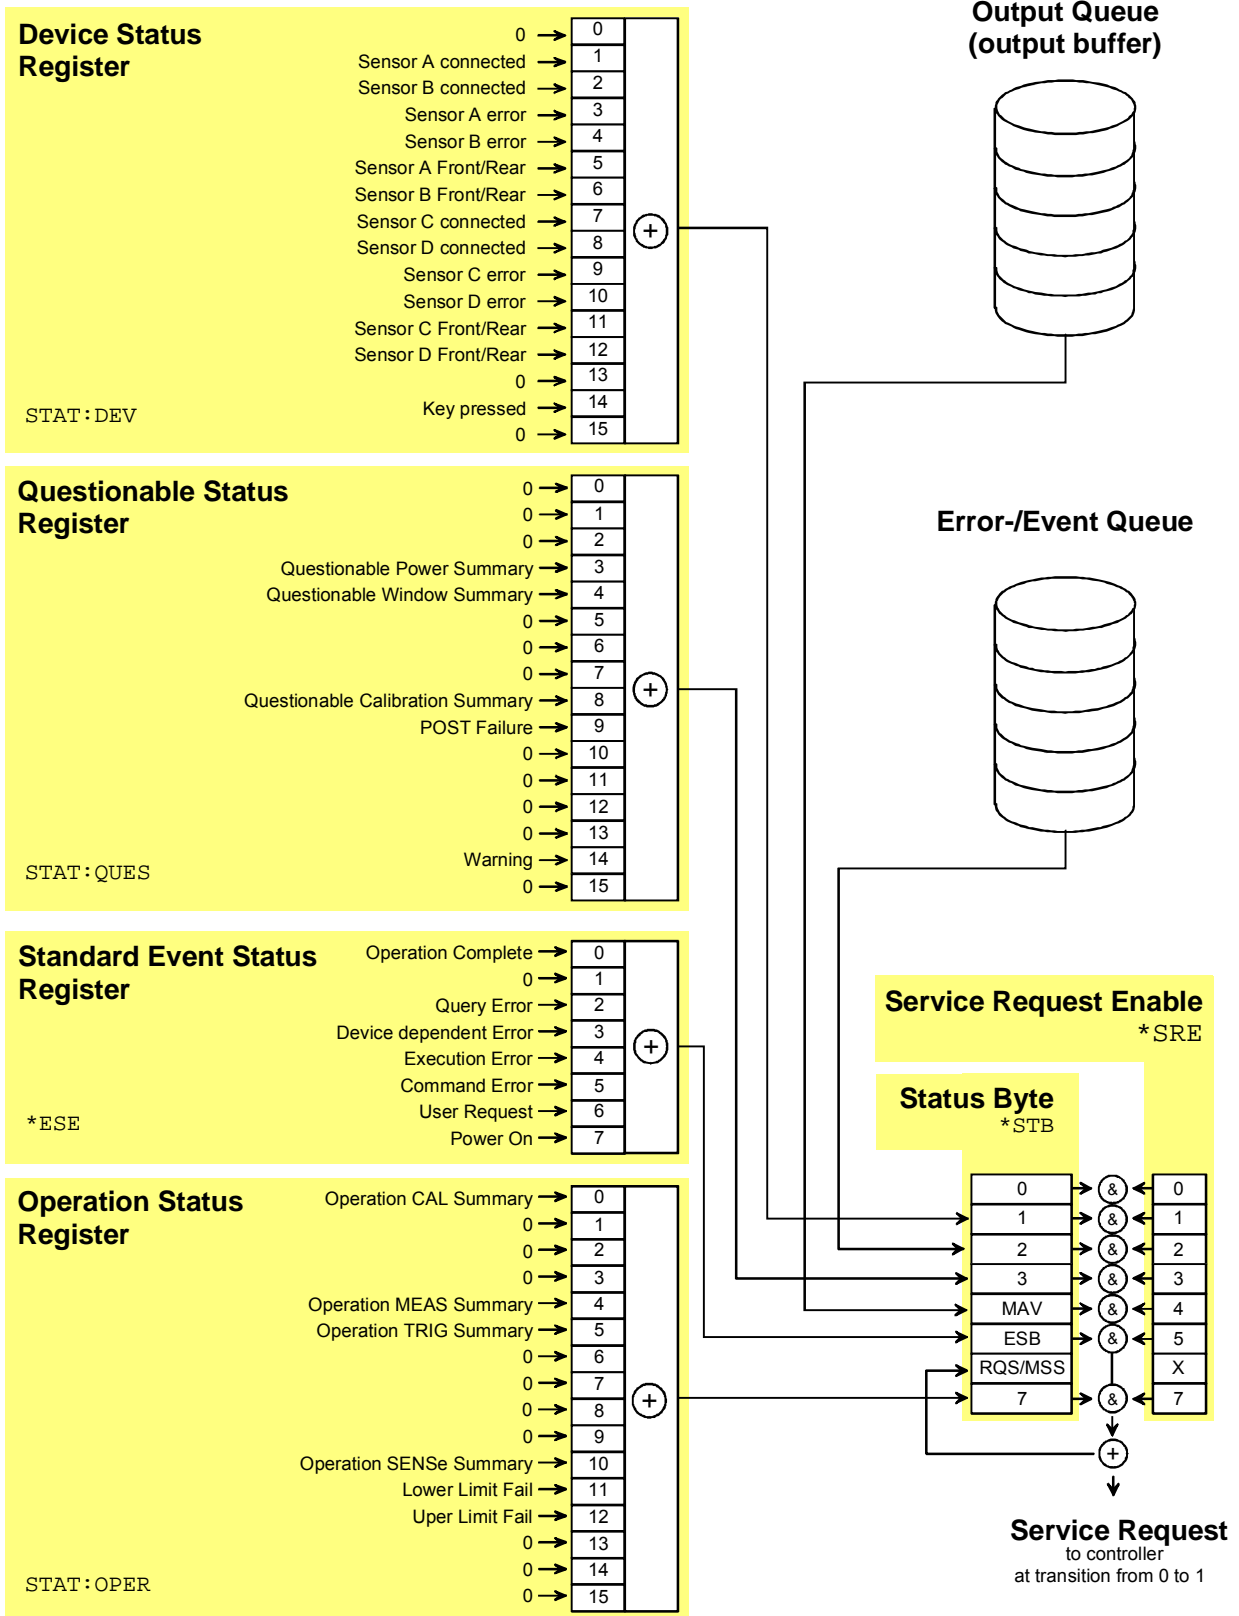 Device Status
Register
0 0
Sensor A connected 1
Sensor B connected 2
Sensor A error 3
Sensor B error 4
Sensor A Front/Rear 5
Sensor B Front/Rear 6
Sensor C connected 7
Sensor D connected 8
Sensor C error 9
Sensor D error 10
Sensor C Front/Rear 11
Sensor D Front/Rear 12
0 13
Key pressed 14
0 15
+
STAT:DEV
Output Queue
(output buffer)
Questionable Status
Register
0 0
0 1
0 2
Questionable Power Summary 3
Questionable Window Summary 4
0 5
0 6
0 7
Questionable Calibration Summary 8
POST Failure 9
0 10
0 11
0 12
0 13
Warning 14
0 15
+
STAT:QUES
Error-/Event Queue
Standard Event Status
Register
Operation Complete 0
0 1
Query Error 2
Device dependent Error 3
Execution Error 4
Command Error 5
User Request 6
Power On 7
+
*ESE
Operation Status
Register
Operation CAL Summary 0
0 1
0 2
0 3
Operation MEAS Summary 4
Operation TRIG Summary 5
0 6
0 7
0 8
0 9
Operation SENSe Summary 10
Lower Limit Fail 11
Uper Limit Fail 12
0 13
0 14
0 15
+
STAT:OPER
Service Request Enable
*SRE
Status Byte
*STB
0 & 0
1 & 1
2 & 2
3 & 3
MAV & 4
ESB & 5
RQS/MSS X
7 & 7
+
Service Request
to controller
at transition from 0 to 1